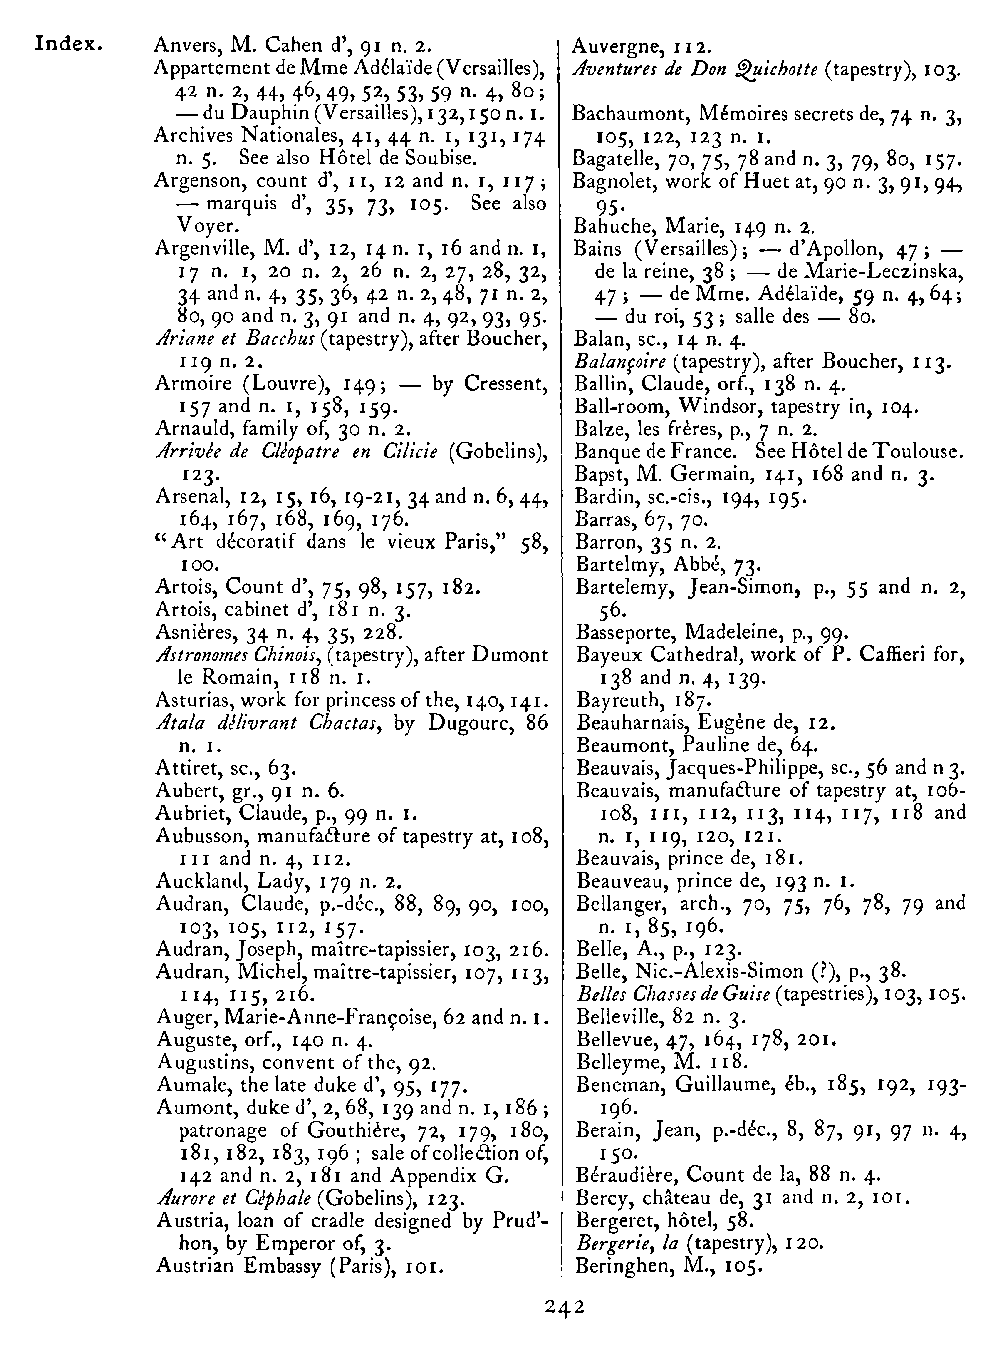 Index.
Anvers, M. Cahen d', 91 n. 2.
Appartement de Mme Adélaïde (Versailles),
42 n. 2, 44, 46, 49, 52, 53, 59 n. 4, 80;
— du Dauphin (Versailles), 132, 150 n. 1.
Archives Nationales, 41, 44 n. 1, 131, 174
n. 5. See also Hôtel de Soubise.
Argenson, count d', 11, 12 and n. 1, 117;
— marquis d', 35, 73, 105. See also
Voyer.
Argenville, M. d', 12, 14 n. 1, 16 and n. 1,
17 n. 1, 20 n. 2, 26 n. 2, 27, 28, 32,
34 and n. 4, 35, 36, 42 n. 2, 48, 71 n. 2,
80, 90 and n. 3, 91 and n. 4, 92, 93, 95.
Ariane et Bacchus (tapestry), after Boucher,
119 n. 2.
Armoire (Louvre), 149; — by Cressent,
157 and n. 1, 158, 159.
Arnauld, family of, 30 n. 2.
Arrivée de Cléopatre en Cilicie (Gobelins),
123.
Arsenal, 12, 15, 16, 19-21, 34 and n. 6, 44,
164, 167, 168, 169, 176.
"Art décoratif dans le vieux Paris," 58,
100.
Artois, Count d', 75, 98, 157, 182.
Artois, cabinet d', 181 n. 3.
Asnières, 34 n. 4, 35, 228.
Astronomes Chinois, (tapestry), after Dumont
le Romain, 118 n. 1.
Asturias, work for princess of the, 140, 141.
Atala délivrant Chactas, by Dugourc, 86
n. 1.
Attiret, sc., 63.
Aubert, gr., 91 n. 6.
Aubriet, Claude, p., 99 n. 1.
Aubusson, manufacture of tapestry at, 108,
111 and n. 4, 112.
Auckland, Lady, 179 n. 2.
Audran, Claude, p.-déc., 88, 89, 90, 100,
103, 105, 112, 157.
Audran, Joseph, maître-tapissier, 103, 216.
Audran, Michel, maître-tapissier, 107, 113,
114, 115, 216.
Auger, Marie-Anne-Françoise, 62 and n. 1.
Auguste, orf., 140 n. 4.
Augustins, convent of the, 92.
Aumale, the late duke d', 95, 177.
Aumont, duke d', 2, 68, 139 and n. 1, 186;
patronage of Gouthière, 72, 179, 180,
181, 182, 183, 196; sale of collection of,
142 and n. 2, 181 and Appendix G.
Aurore et Céphale (Gobelins), 123.
Austria, loan of cradle designed by Prud'-
hon, by Emperor of, 3.
Austrian Embassy (Paris), 101.
Auvergne, 112.
Aventures de Don Quichotte (tapestry), 103.
Bachaumont, Mémoires secrets de, 74 n. 3,
105, 122, 123 n. 1.
Bagatelle, 70, 75, 78 and n. 3, 79, 80, 157.
Bagnolet, work of Huet at, 90 n. 3, 91, 94,
95.
Bahuche, Marie, 149 n. 2.
Bains (Versailles); — d'Apollon, 47; —
de la reine, 38; — de Marie-Leczinska,
47; — de Mme. Adélaïde, 59 n. 4, 64;
— du roi, 53; salle des — 80.
Balan, sc., 14 n. 4.
Balançoire (tapestry), after Boucher, 113.
Ballin, Claude, orf., 138 n. 4.
Ball-room, Windsor, tapestry in, 104.
Balze, les frères, p., 7 n. 2.
Banque de France. See Hôtel de Toulouse.
Bapst, M. Germain, 141, 168 and n. 3.
Bardin, sc.-cis., 194, 195.
Barras, 67, 70.
Barron, 35 n. 2.
Bartelmy, Abbé, 73.
Bartelemy, Jean-Simon, p., 55 and n. 2,
56.
Basseporte, Madeleine, p., 99.
Bayeux Cathedral, work of P. Caffieri for,
138 and n. 4, 139.
Bayreuth, 187.
Beauharnais, Eugène de, 12.
Beaumont, Pauline de, 64.
Beauvais, Jacques-Philippe, sc., 56 and n 3.
Beauvais, manufacture of tapestry at, 106-
108, 111, 112, 113, 114, 117, 118 and
n. 1, 119, 120, 121.
Beauvais, prince de, 181.
Beauveau, prince de, 193 n. 1.
Bellanger, arch., 70, 75, 76, 78, 79 and
n. 1, 85, 196.
Belle, A., p., 123.
Belle, Nic.-Alexis-Simon (?), p., 38.
Belles Chasses de Guise (tapestries), 103, 105.
Belleville, 82 n. 3.
Bellevue, 47, 164, 178, 201.
Belleyme, M. 118.
Beneman, Guillaume, éb., 185, 192, 193-
196.
Berain, Jean, p.-déc., 8, 87, 91, 97 n. 4,
150.
Béraudière, Count de la, 88 n. 4.
Bercy, château de, 31 and n. 2, 101.
Bergeret, hôtel, 58.
Bergerie, la (tapestry), 120.
Beringhen, M., 105.
242